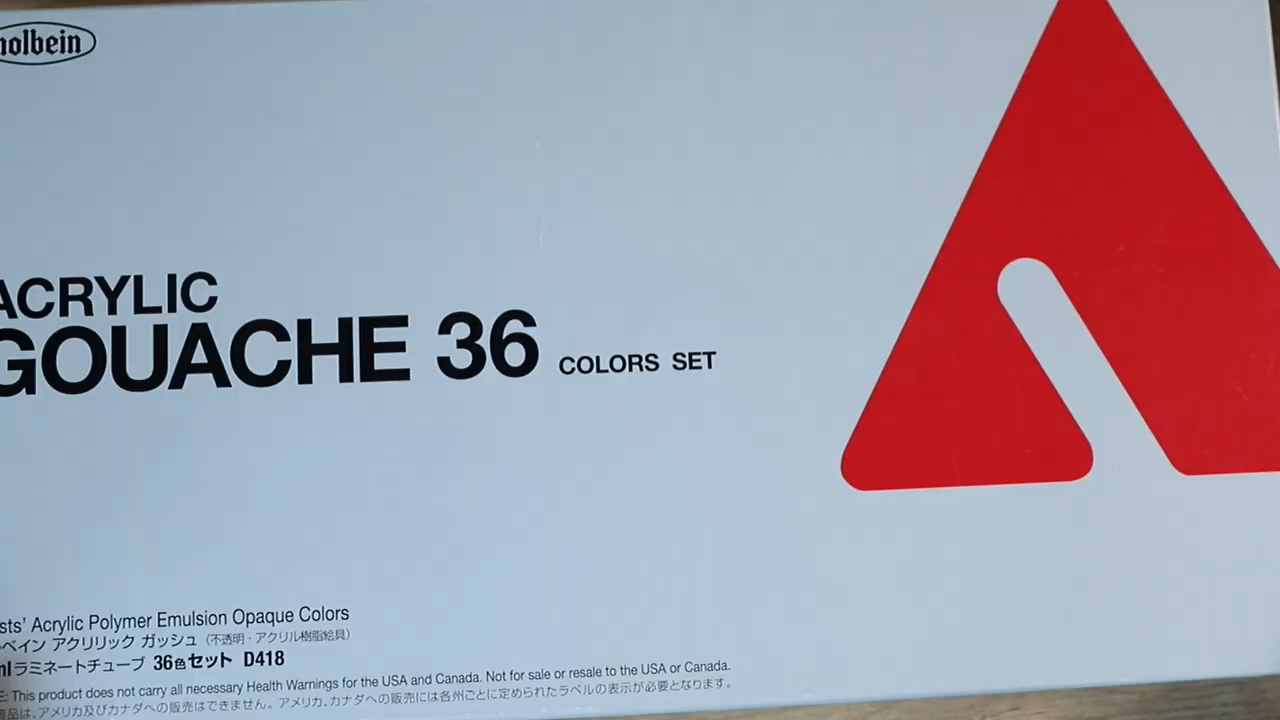 holbein
ACRYLIC
GOUACHE 36 COLORS SET
Acrylic Polymer Emulsion Opaque Colors
ベイン アクリリック ガッシュ（不透明・アクリル樹脂絵具）
mlラミネートチューブ 36色セット D418
This product does not carry all necessary Health Warnings for the USA and Canada. Not for sale or resale to the USA or Canada.
商品は、アメリカ及びカナダへの販売はできません。アメリカ、カナダへの販売には各州ごとに定められたラベルの表示が必要となります。